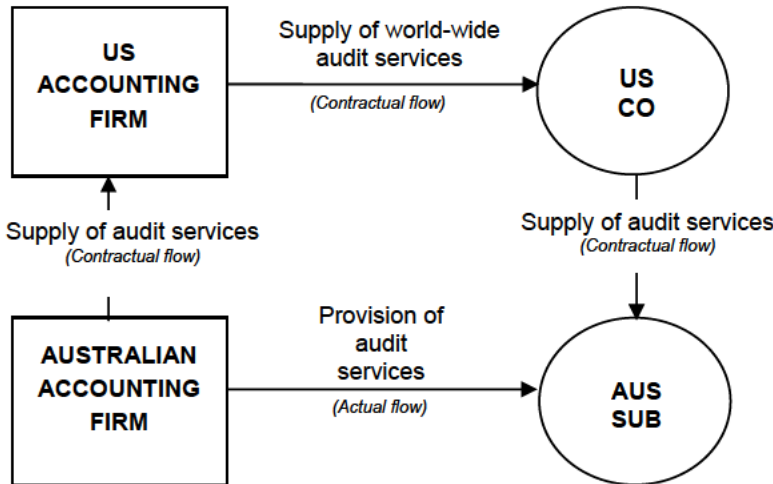 US
ACCOUNTING
FIRM
Supply of world-wide
audit services
(Contractual flow)
US
CO
Supply of audit services
(Contractual flow)
Supply of audit services
(Contractual flow)
AUSTRALIAN
ACCOUNTING
FIRM
Provision of
audit
services
(Actual flow)
AUS
SUB